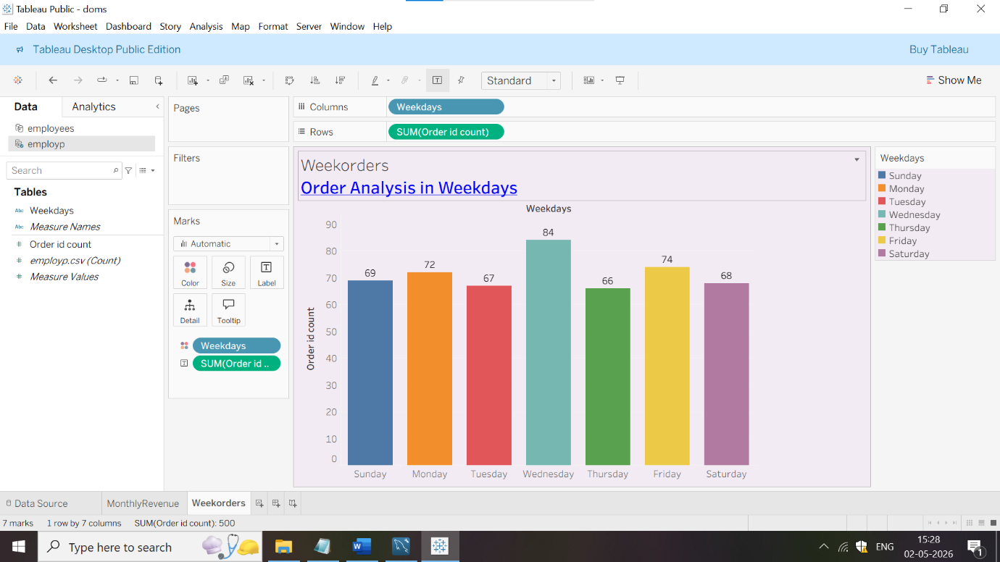 Tableau Public - doms
File Data Worksheet Dashboard Story Analysis Map Format Server Window Help
Tableau Desktop Public Edition
Buy Tableau
Standard
Show Me
Data
Analytics
employees
employp
Search
Tables
Abc Weekdays
Abc Measure Names
# Order id count
# employp.csv (Count)
# Measure Values
Pages
Filters
Marks
Automatic
Color Size Label
Detail Tooltip
Weekdays
SUM(Order id ..
Columns Weekdays
Rows SUM(Order id count)
Weekorders
Order Analysis in Weekdays
Weekdays
Order id count
90
80
70
60
50
40
30
20
10
0
69 72 67 84 66 74 68
Sunday Monday Tuesday Wednesday Thursday Friday Saturday
Weekdays
Sunday
Monday
Tuesday
Wednesday
Thursday
Friday
Saturday
Data Source MonthlyRevenue Weekorders
7 marks 1 row by 7 columns SUM(Order id count): 500
Type here to search
ENG
15:28
02-05-2026
1